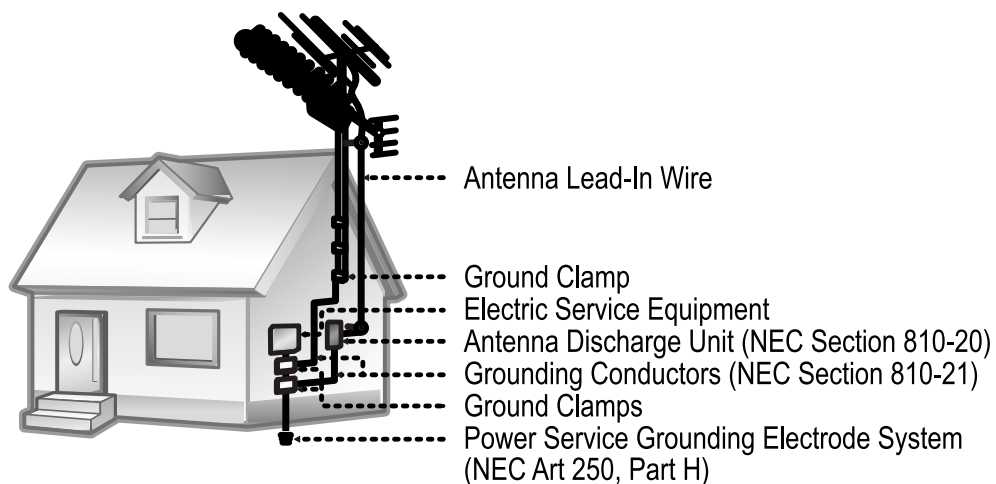 Antenna Lead-In Wire
Ground Clamp
Electric Service Equipment
Antenna Discharge Unit (NEC Section 810-20)
Grounding Conductors (NEC Section 810-21)
Ground Clamps
Power Service Grounding Electrode System
(NEC Art 250, Part H)